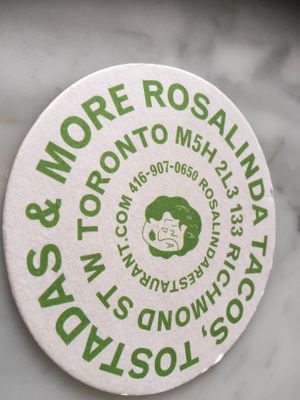 ROSALINDA TACOS, TOSTADAS & MORE
133 RICHMOND ST W TORONTO M5H 2L3
ROSALINDARESTAURANT.COM 416-907-0650